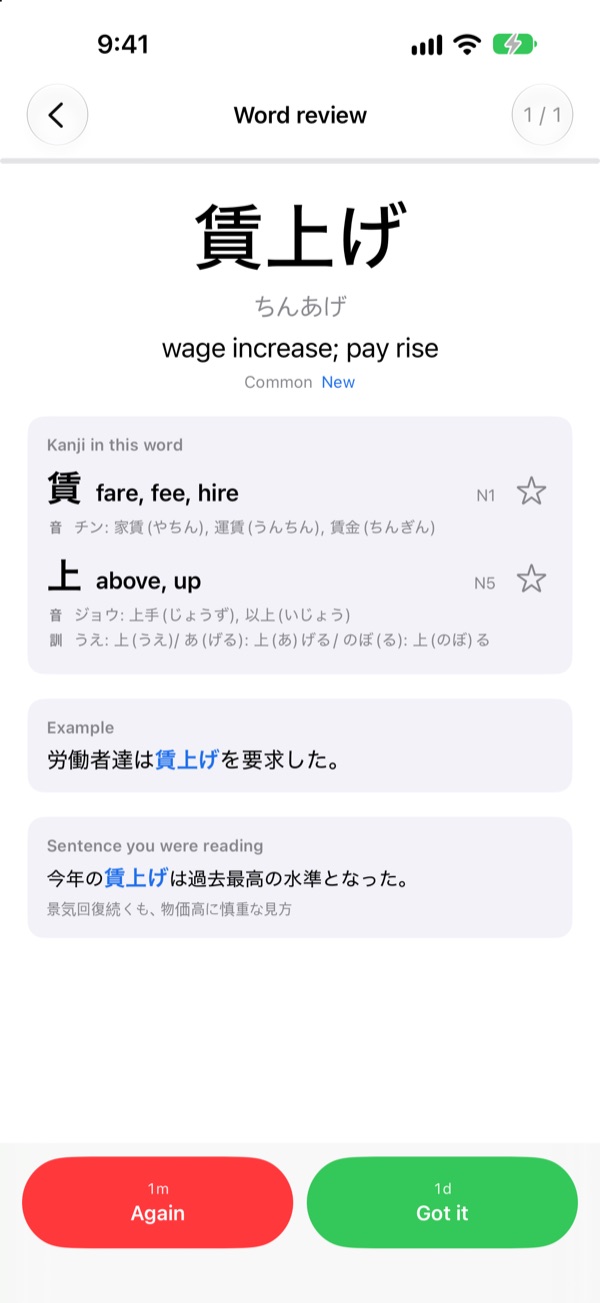 9:41
Word review
1 / 1
賃上げ
ちんあげ
wage increase; pay rise
Common New
Kanji in this word
賃 fare, fee, hire N1
音 チン: 家賃(やちん), 運賃(うんちん), 賃金(ちんぎん)
上 above, up N5
音 ジョウ: 上手(じょうず), 以上(いじょう)
訓 うえ: 上(うえ)/ あ(げる): 上(あ)げる/ のぼ(る): 上(のぼ)る
Example
労働者達は賃上げを要求した。
Sentence you were reading
今年の賃上げは過去最高の水準となった。
景気回復続くも、物価高に慎重な見方
1m
Again
1d
Got it